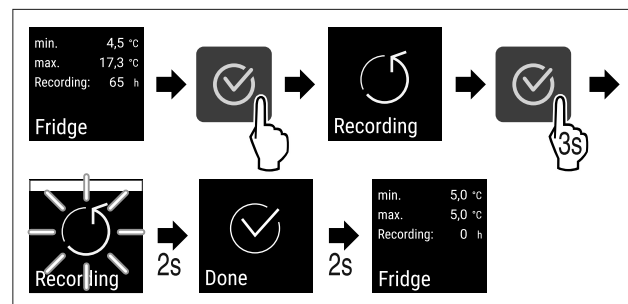 min. 4,5 °C
max. 17,3 °C
Recording: 65 h
Fridge
Recording
3s
Recording
2s
Done
2s
min. 5,0 °C
max. 5,0 °C
Recording: 0 h
Fridge